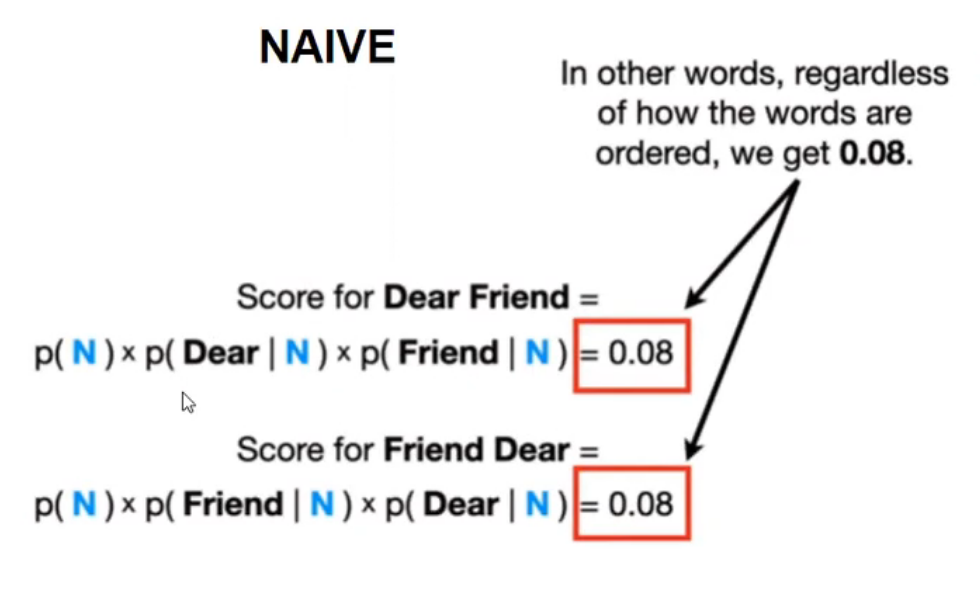 NAIVE
In other words, regardless
of how the words are
ordered, we get 0.08.
Score for Dear Friend =
p( N ) × p( Dear | N ) × p( Friend | N ) = 0.08
Score for Friend Dear =
p( N ) × p( Friend | N ) × p( Dear | N ) = 0.08